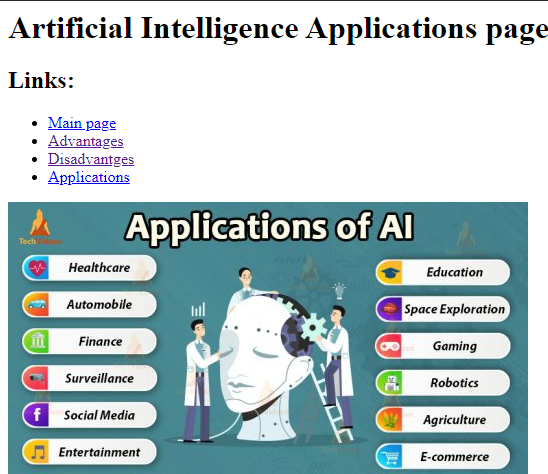 Artificial Intelligence Applications page
Links:
Main page
Advantages
Disadvantges
Applications
Applications of AI
Healthcare
Automobile
Finance
Surveillance
Social Media
Entertainment
Education
Space Exploration
Gaming
Robotics
Agriculture
E-commerce